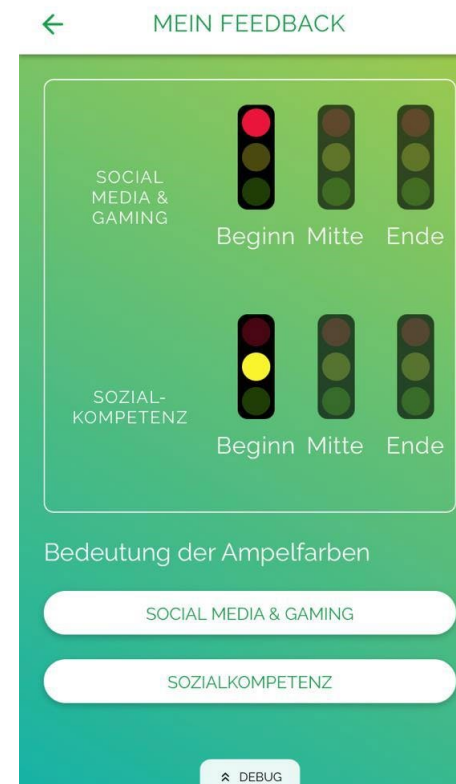 MEIN FEEDBACK
SOCIAL
MEDIA &
GAMING
Beginn Mitte Ende
SOZIAL-
KOMPETENZ
Beginn Mitte Ende
Bedeutung der Ampelfarben
SOCIAL MEDIA & GAMING
SOZIALKOMPETENZ
DEBUG